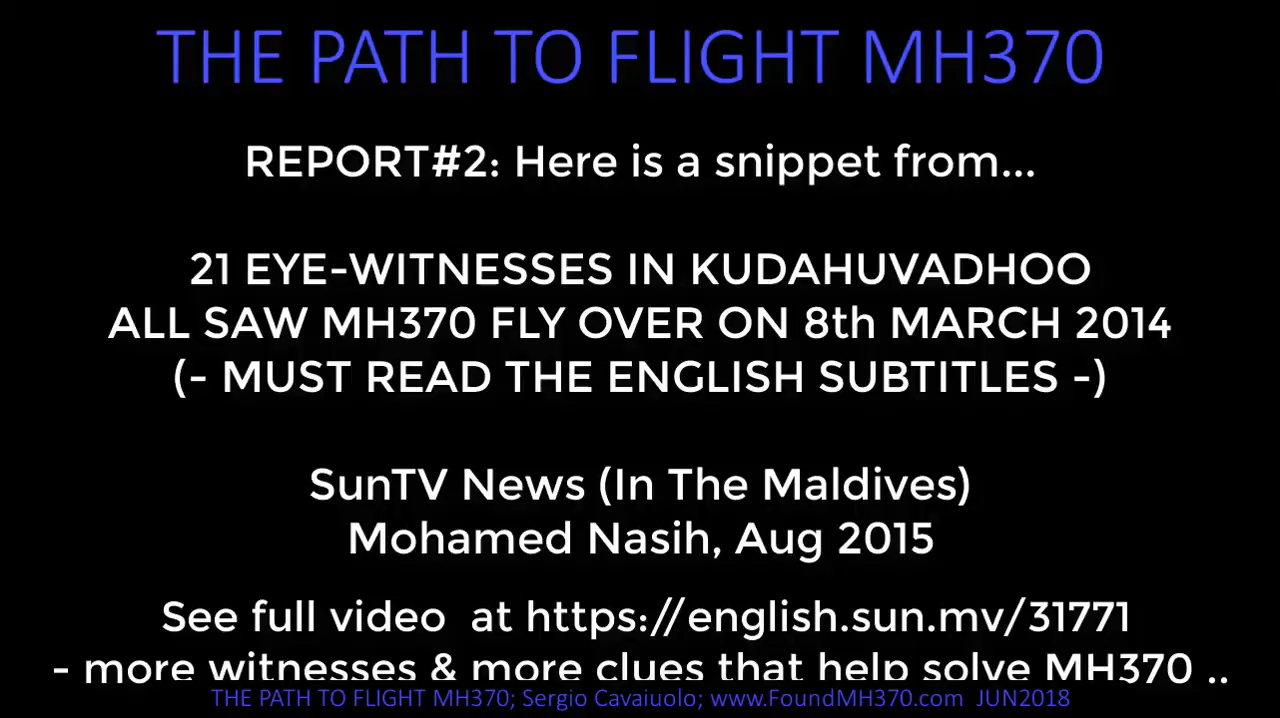 THE PATH TO FLIGHT MH370
REPORT#2: Here is a snippet from...
21 EYE-WITNESSES IN KUDAHUVADHOO
ALL SAW MH370 FLY OVER ON 8th MARCH 2014
(- MUST READ THE ENGLISH SUBTITLES -)
SunTV News (In The Maldives)
Mohamed Nasih, Aug 2015
See full video at https://english.sun.mv/31771
- more witnesses & more clues that help solve MH370 ..
THE PATH TO FLIGHT MH370; Sergio Cavaiuolo; www.FoundMH370.com JUN2018